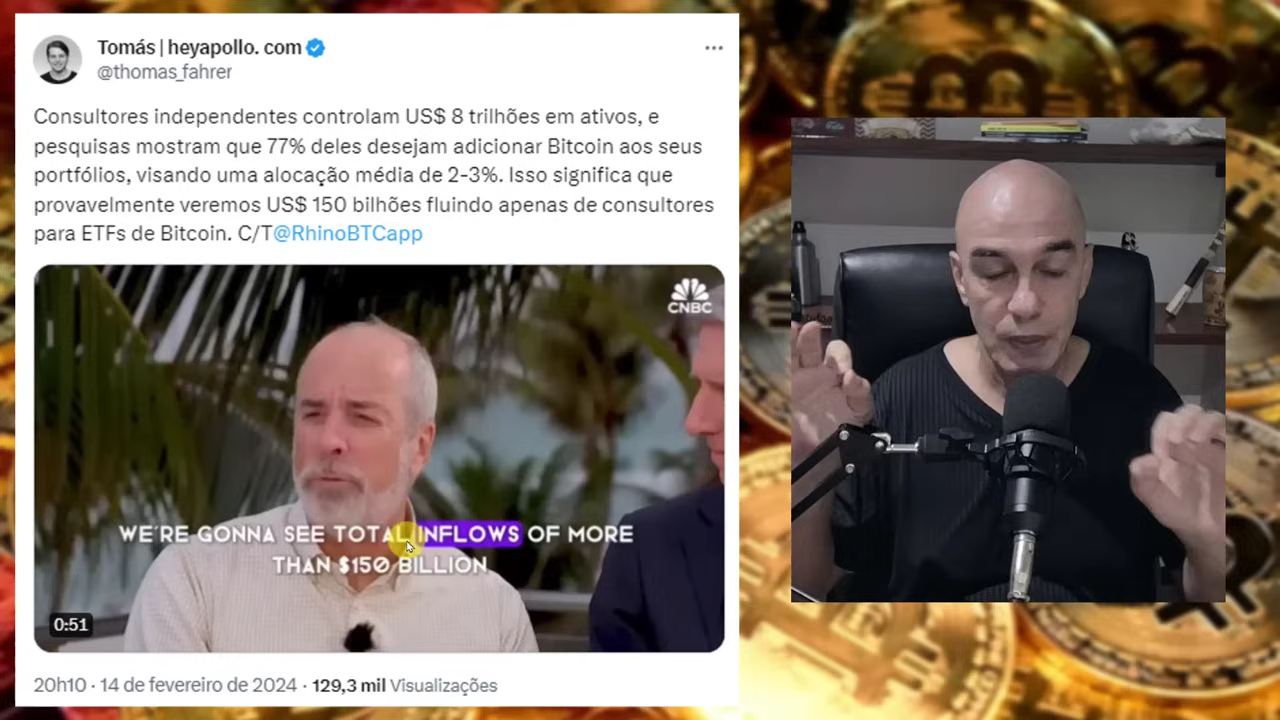 Tomás | heyapollo. com
@thomas_fahrer
Consultores independentes controlam US$ 8 trilhões em ativos, e
pesquisas mostram que 77% deles desejam adicionar Bitcoin aos seus
portfólios, visando uma alocação média de 2-3%. Isso significa que
provavelmente veremos US$ 150 bilhões fluindo apenas de consultores
para ETFs de Bitcoin. C/T@RhinoBTCapp
CNBC
WE'RE GONNA SEE TOTAL INFLOWS OF MORE
THAN $150 BILLION
0:51
20h10 · 14 de fevereiro de 2024 · 129,3 mil Visualizações